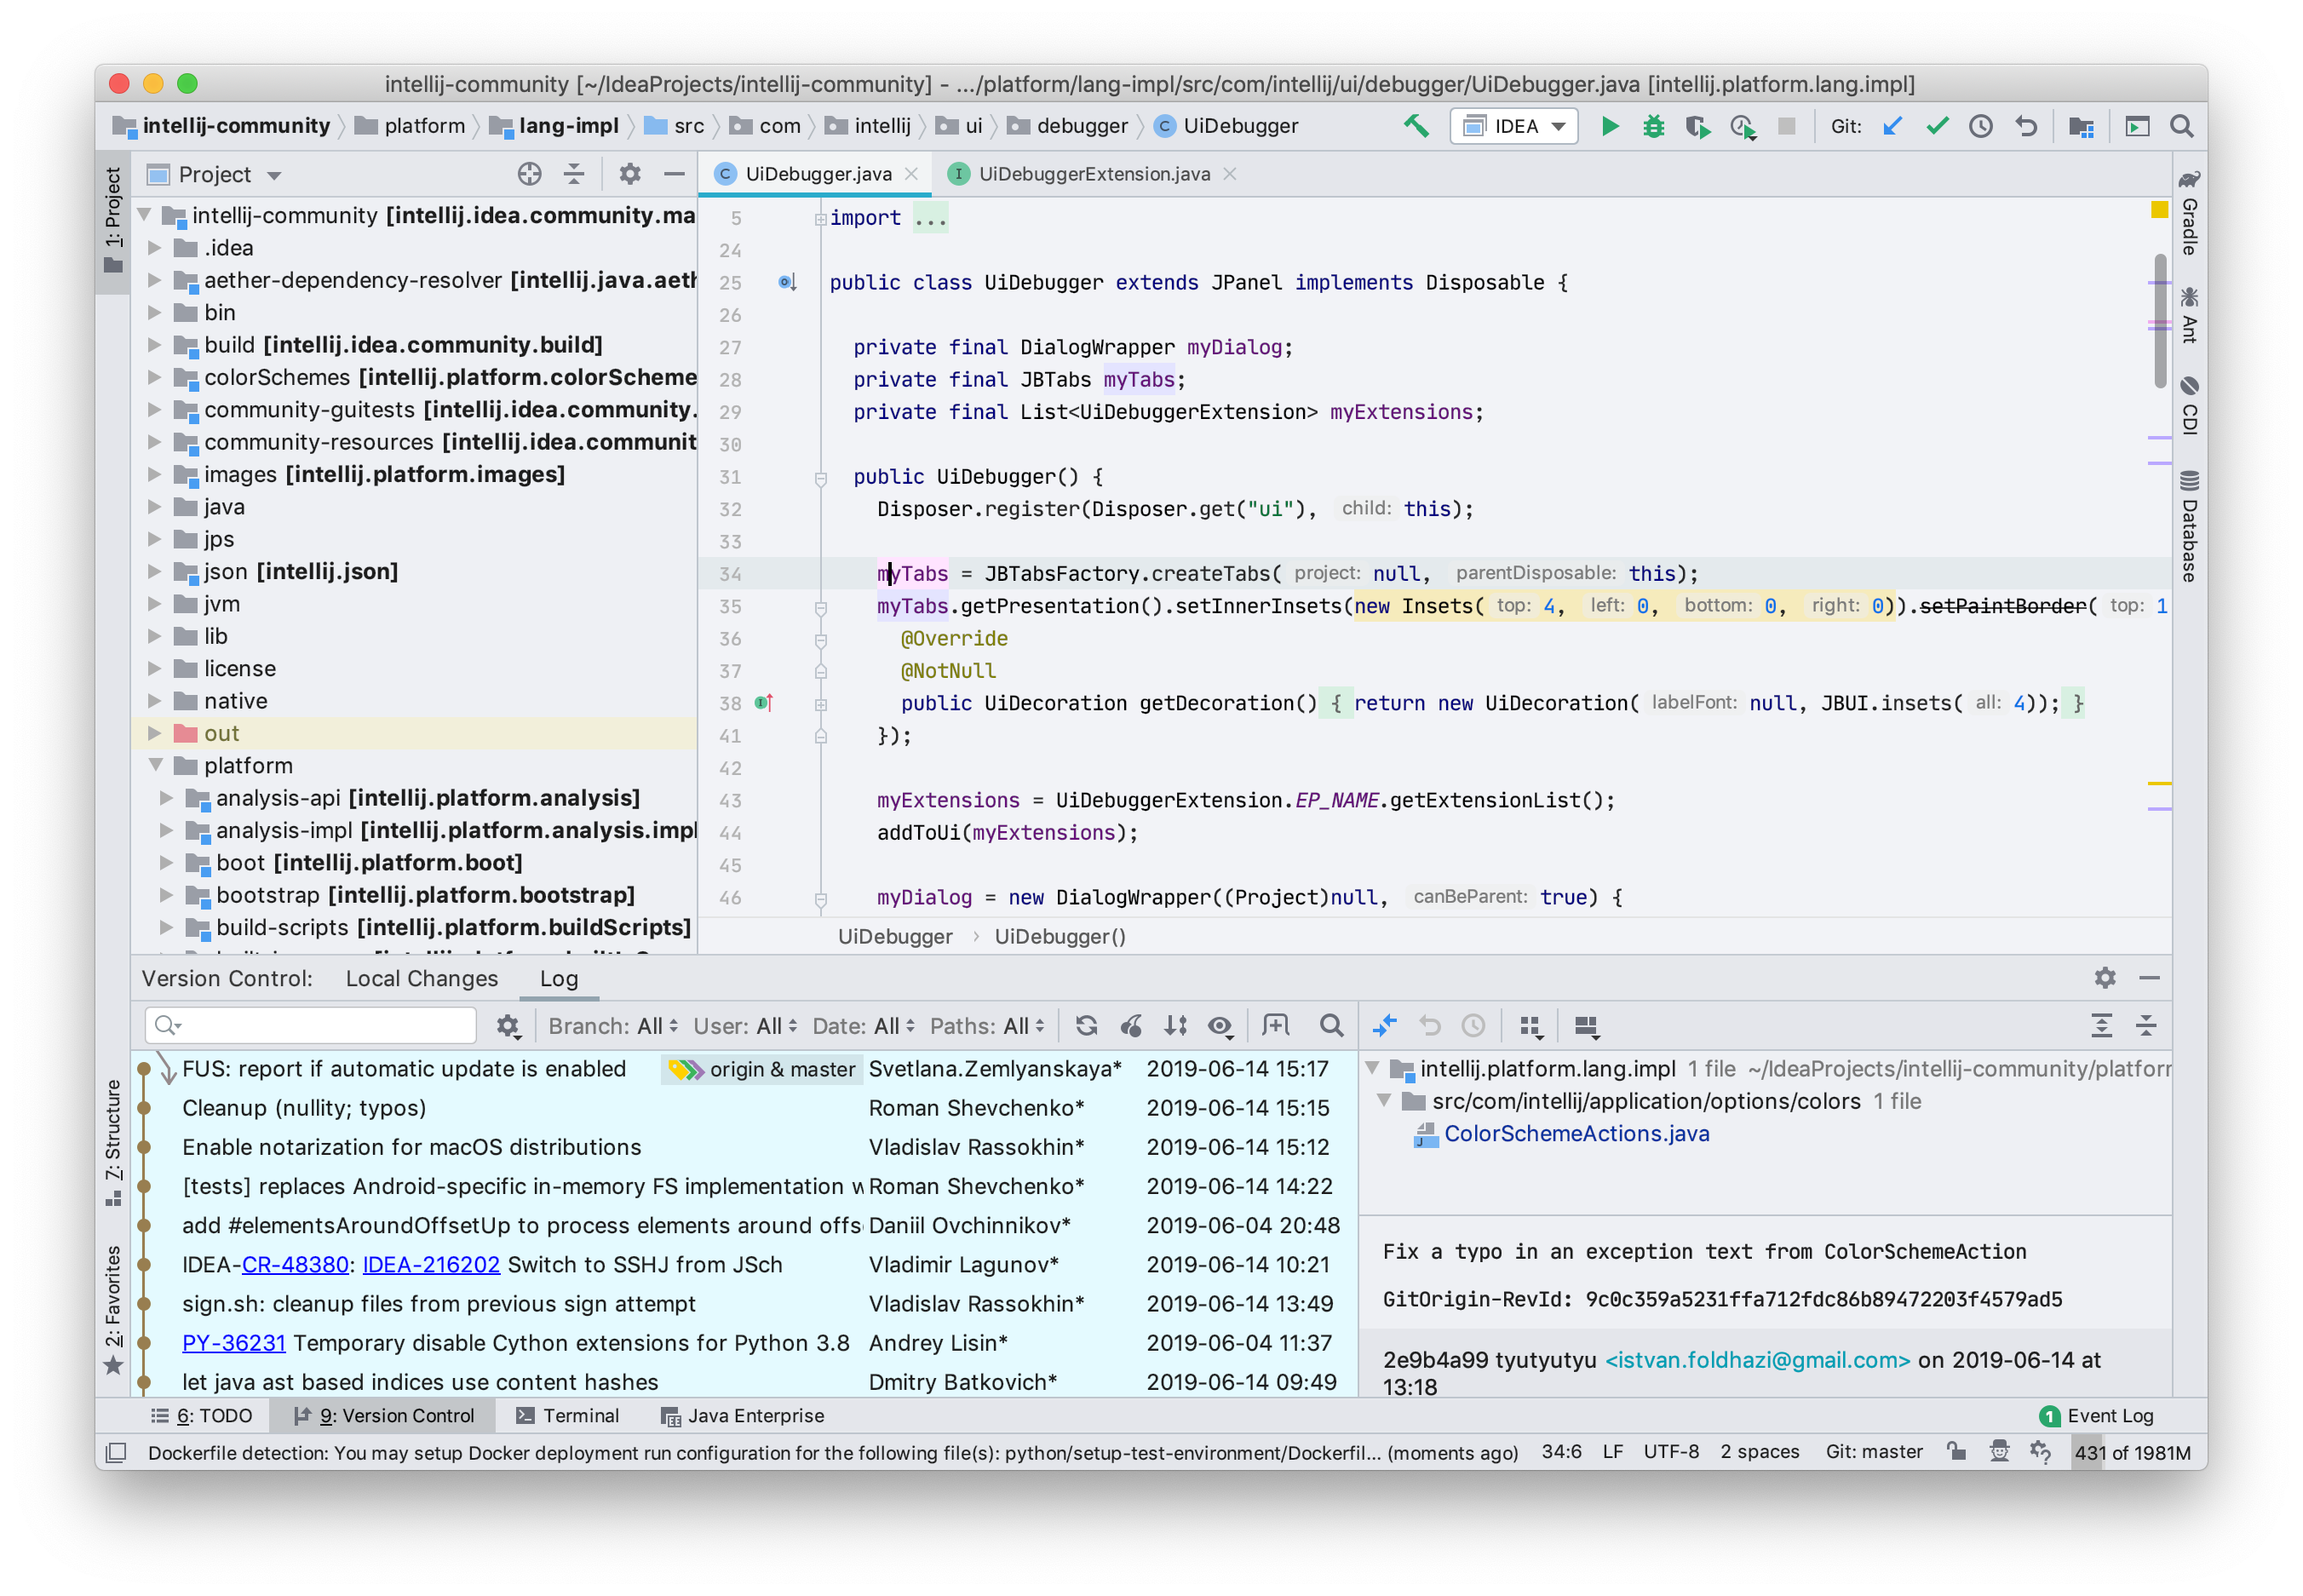 intellij-community [~/IdeaProjects/intellij-community] - .../platform/lang-impl/src/com/intellij/ui/debugger/UiDebugger.java [intellij.platform.lang.impl]
intellij-community platform lang-impl src com intellij ui debugger UiDebugger IDEA Git:
1: Project
7: Structure
2: Favorites
Project
intellij-community [intellij.idea.community.ma
.idea
aether-dependency-resolver [intellij.java.aeth
bin
build [intellij.idea.community.build]
colorSchemes [intellij.platform.colorScheme
community-guitests [intellij.idea.community.
community-resources [intellij.idea.communit
images [intellij.platform.images]
java
jps
json [intellij.json]
jvm
lib
license
native
out
platform
analysis-api [intellij.platform.analysis]
analysis-impl [intellij.platform.analysis.impl
boot [intellij.platform.boot]
bootstrap [intellij.platform.bootstrap]
build-scripts [intellij.platform.buildScripts]
UiDebugger.java UiDebuggerExtension.java
5 import ...
24
25 public class UiDebugger extends JPanel implements Disposable {
26
27 private final DialogWrapper myDialog;
28 private final JBTabs myTabs;
29 private final List<UiDebuggerExtension> myExtensions;
30
31 public UiDebugger() {
32 Disposer.register(Disposer.get("ui"), child: this);
33
34 myTabs = JBTabsFactory.createTabs( project: null, parentDisposable: this);
35 myTabs.getPresentation().setInnerInsets(new Insets( top: 4, left: 0, bottom: 0, right: 0)).setPaintBorder( top: 1
36 @Override
37 @NotNull
38 public UiDecoration getDecoration() { return new UiDecoration( labelFont: null, JBUI.insets( all: 4)); }
41 });
42
43 myExtensions = UiDebuggerExtension.EP_NAME.getExtensionList();
44 addToUi(myExtensions);
45
46 myDialog = new DialogWrapper((Project)null, canBeParent: true) {
UiDebugger UiDebugger()
Gradle
Ant
CDI
Database
Version Control: Local Changes Log
Branch: All User: All Date: All Paths: All
FUS: report if automatic update is enabled origin & master Svetlana.Zemlyanskaya* 2019-06-14 15:17
Cleanup (nullity; typos) Roman Shevchenko* 2019-06-14 15:15
Enable notarization for macOS distributions Vladislav Rassokhin* 2019-06-14 15:12
[tests] replaces Android-specific in-memory FS implementation w Roman Shevchenko* 2019-06-14 14:22
add #elementsAroundOffsetUp to process elements around offs Daniil Ovchinnikov* 2019-06-04 20:48
IDEA-CR-48380: IDEA-216202 Switch to SSHJ from JSch Vladimir Lagunov* 2019-06-14 10:21
sign.sh: cleanup files from previous sign attempt Vladislav Rassokhin* 2019-06-14 13:49
PY-36231 Temporary disable Cython extensions for Python 3.8 Andrey Lisin* 2019-06-04 11:37
let java ast based indices use content hashes Dmitry Batkovich* 2019-06-14 09:49
intellij.platform.lang.impl 1 file ~/IdeaProjects/intellij-community/platforr
src/com/intellij/application/options/colors 1 file
ColorSchemeActions.java
Fix a typo in an exception text from ColorSchemeAction
GitOrigin-RevId: 9c0c359a5231ffa712fdc86b89472203f4579ad5
2e9b4a99 tyutyutyu <istvan.foldhazi@gmail.com> on 2019-06-14 at
13:18
6: TODO 9: Version Control Terminal Java Enterprise 1 Event Log
Dockerfile detection: You may setup Docker deployment run configuration for the following file(s): python/setup-test-environment/Dockerfil... (moments ago) 34:6 LF UTF-8 2 spaces Git: master 431 of 1981M